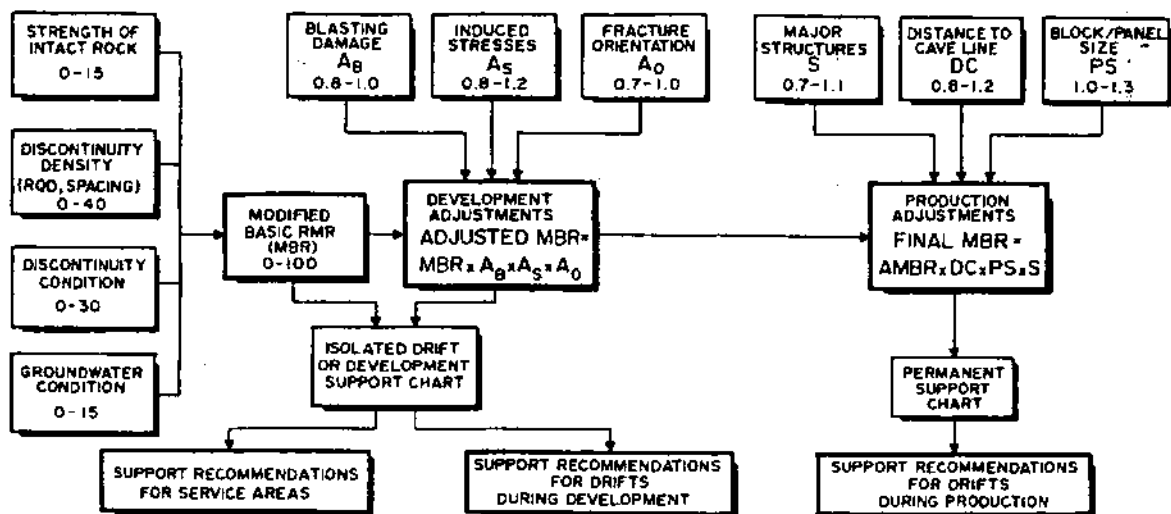 STRENGTH OF
INTACT ROCK
0-15
DISCONTINUITY
DENSITY
(RQD, SPACING)
0-40
DISCONTINUITY
CONDITION
0-30
GROUNDWATER
CONDITION
0-15
MODIFIED
BASIC RMR
(MBR)
0-100
BLASTING
DAMAGE
A_B
0.8-1.0
INDUCED
STRESSES
A_S
0.8-1.2
FRACTURE
ORIENTATION
A_O
0.7-1.0
DEVELOPMENT
ADJUSTMENTS
ADJUSTED MBR=
MBR x A_B x A_S x A_O
ISOLATED DRIFT
OR DEVELOPMENT
SUPPORT CHART
SUPPORT RECOMMENDATIONS
FOR SERVICE AREAS
SUPPORT RECOMMENDATIONS
FOR DRIFTS
DURING DEVELOPMENT
MAJOR
STRUCTURES
S
0.7-1.1
DISTANCE TO
CAVE LINE
DC
0.8-1.2
BLOCK/PANEL
SIZE
PS
1.0-1.3
PRODUCTION
ADJUSTMENTS
FINAL MBR=
AMBRxDCxPSxS
PERMANENT
SUPPORT
CHART
SUPPORT RECOMMENDATIONS
FOR DRIFTS
DURING PRODUCTION